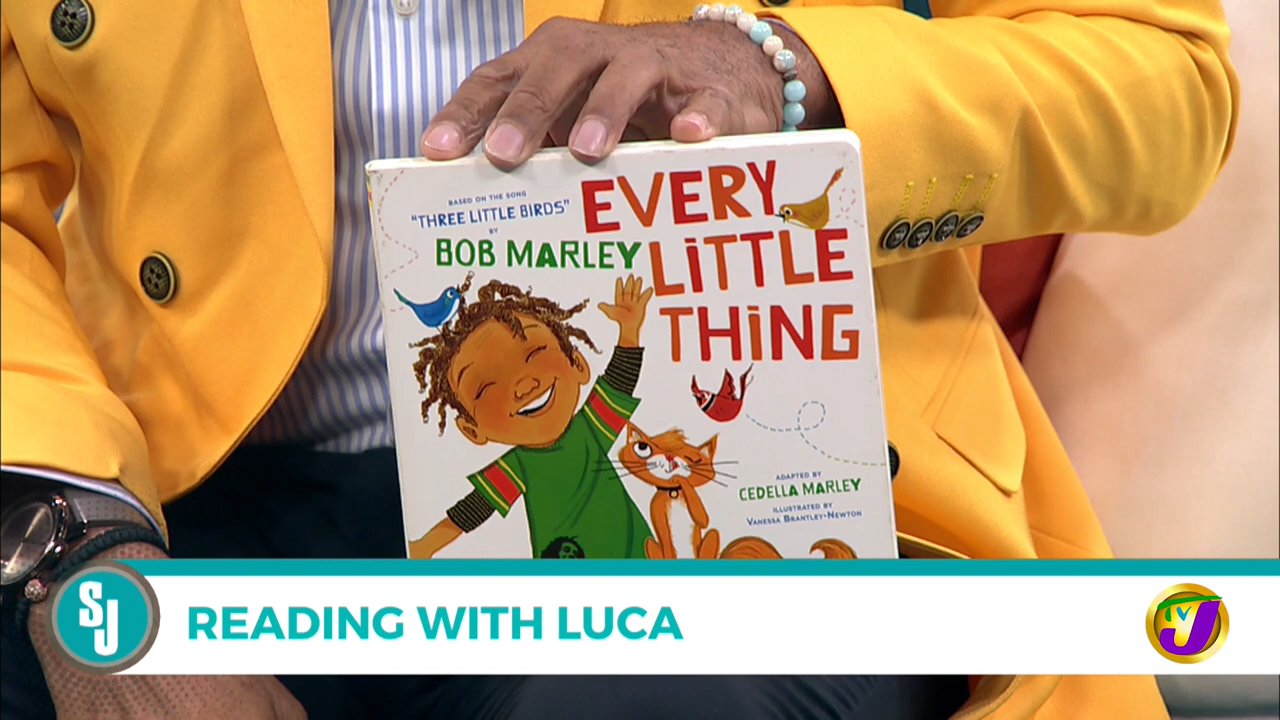 BASED ON THE SONG
"THREE LITTLE BIRDS"
BY
BOB MARLEY
EVERY
LiTTLE
THiNG
ADAPTED BY
CEDELLA MARLEY
ILLUSTRATED BY
VANESSA BRANTLEY-NEWTON
SJ
READING WITH LUCA
TVJ